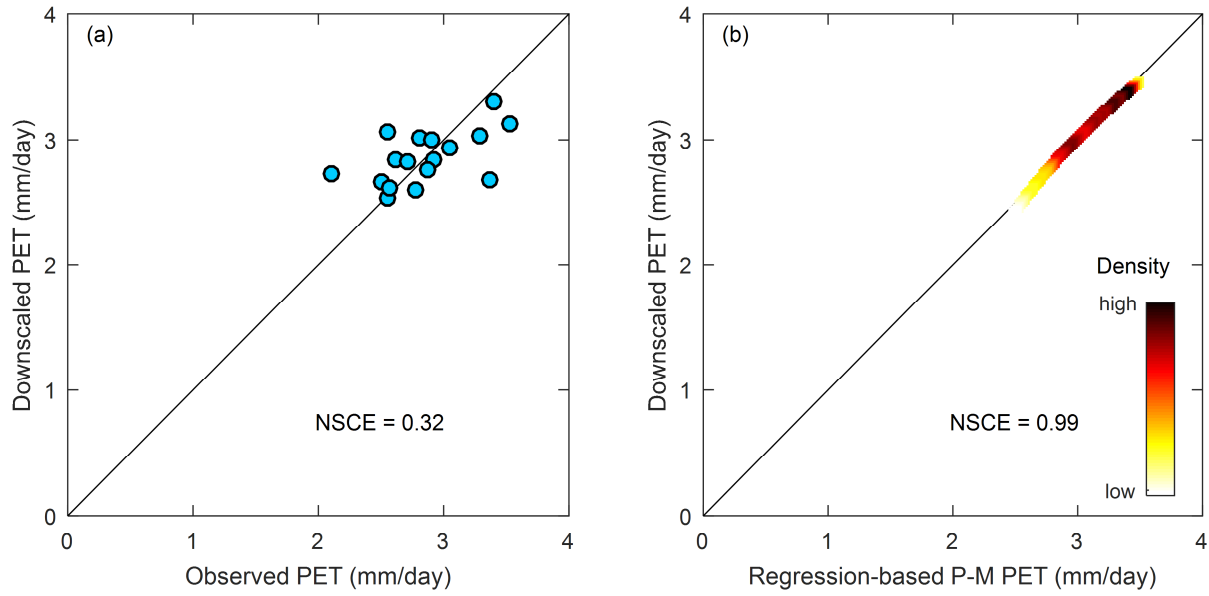 (a)
4
3
2
1
0
Downscaled PET (mm/day)
NSCE = 0.32
0 1 2 3 4
Observed PET (mm/day)
(b)
4
3
2
1
0
Downscaled PET (mm/day)
Density
high
low
NSCE = 0.99
0 1 2 3 4
Regression-based P-M PET (mm/day)